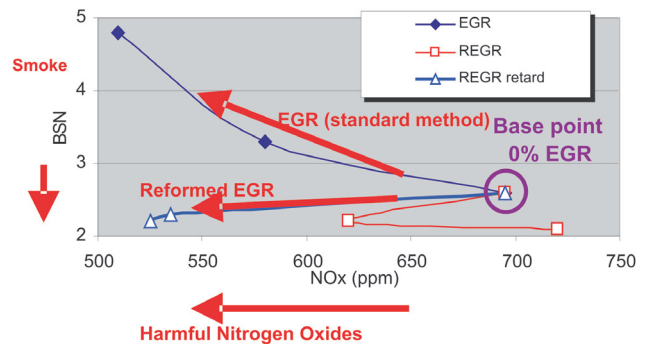 5
EGR
REGR
REGR retard
Smoke
4
BSN
EGR (standard method)
Base point
0% EGR
3
Reformed EGR
2
500 550 600 650 700 750
NOx (ppm)
Harmful Nitrogen Oxides